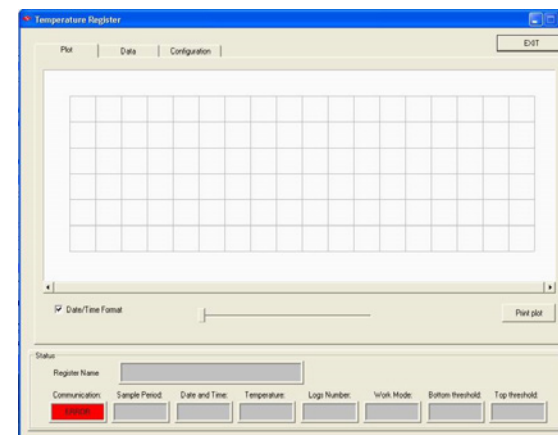 Temperature Register
EXIT
Plot Data Configuration
Date/Time Format
Print plot
Status
Register Name
Communication: Sample Period: Date and Time: Temperature: Logs Number: Work Mode: Bottom threshold: Top threshold:
ERROR